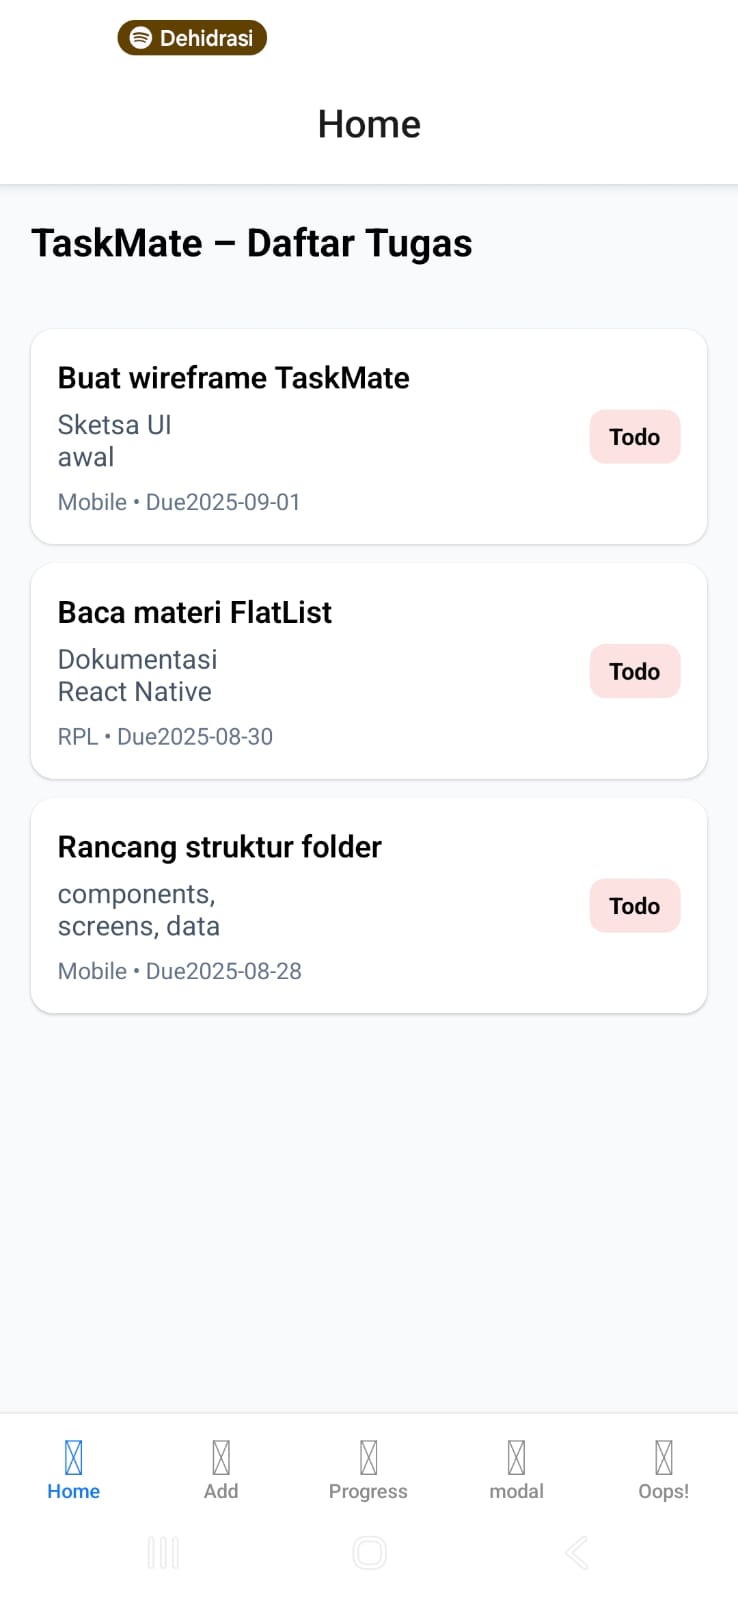 Dehidrasi
Home
TaskMate – Daftar Tugas
Buat wireframe TaskMate
Sketsa UI
awal
Todo
Mobile • Due2025-09-01
Baca materi FlatList
Dokumentasi
React Native
Todo
RPL • Due2025-08-30
Rancang struktur folder
components,
screens, data
Todo
Mobile • Due2025-08-28
Home
Add
Progress
modal
Oops!